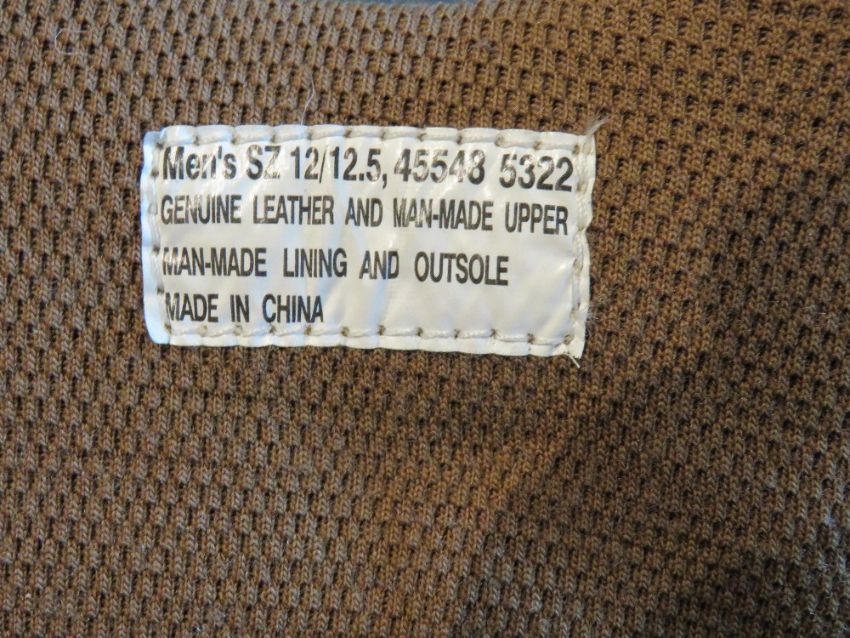 Men's SZ 12/12.5, 45548 5322
GENUINE LEATHER AND MAN-MADE UPPER
MAN-MADE LINING AND OUTSOLE
MADE IN CHINA